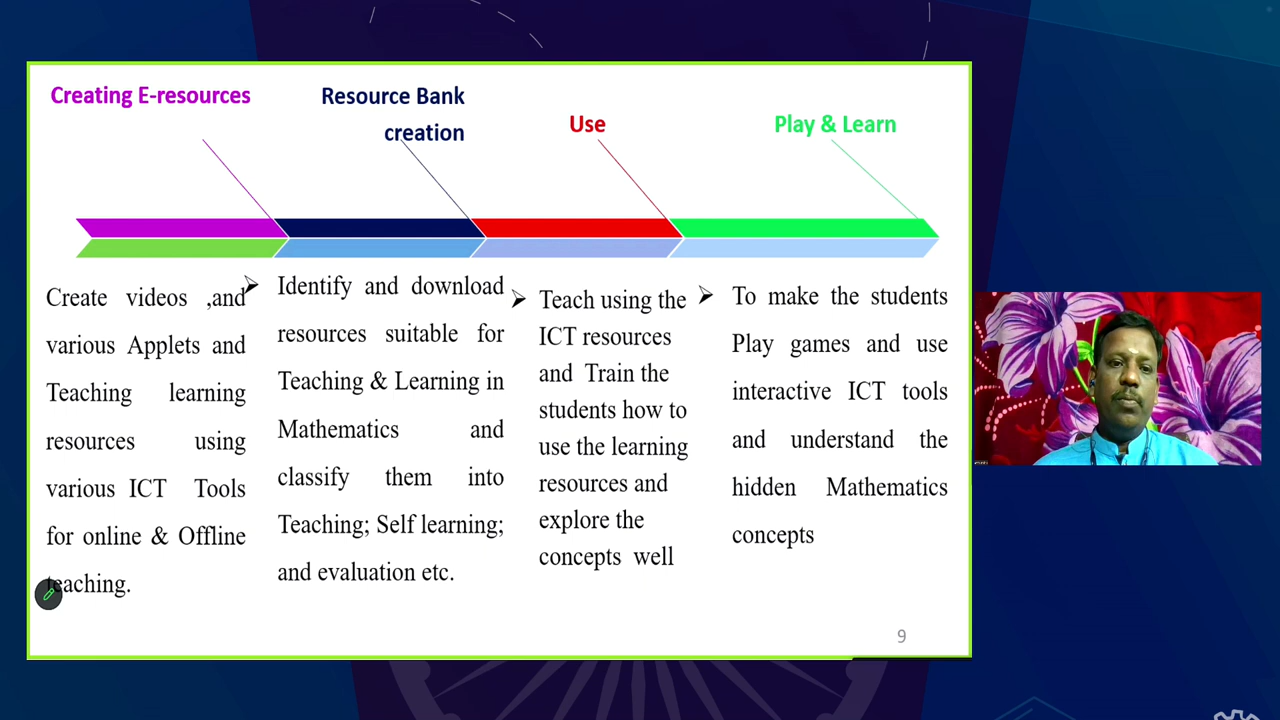 Creating E-resources
Resource Bank
creation
Use
Play & Learn
Create videos ,and
various Applets and
Teaching learning
resources using
various ICT Tools
for online & Offline
teaching.
Identify and download
resources suitable for
Teaching & Learning in
Mathematics and
classify them into
Teaching; Self learning;
and evaluation etc.
Teach using the
ICT resources
and Train the
students how to
use the learning
resources and
explore the
concepts well
To make the students
Play games and use
interactive ICT tools
and understand the
hidden Mathematics
concepts
9